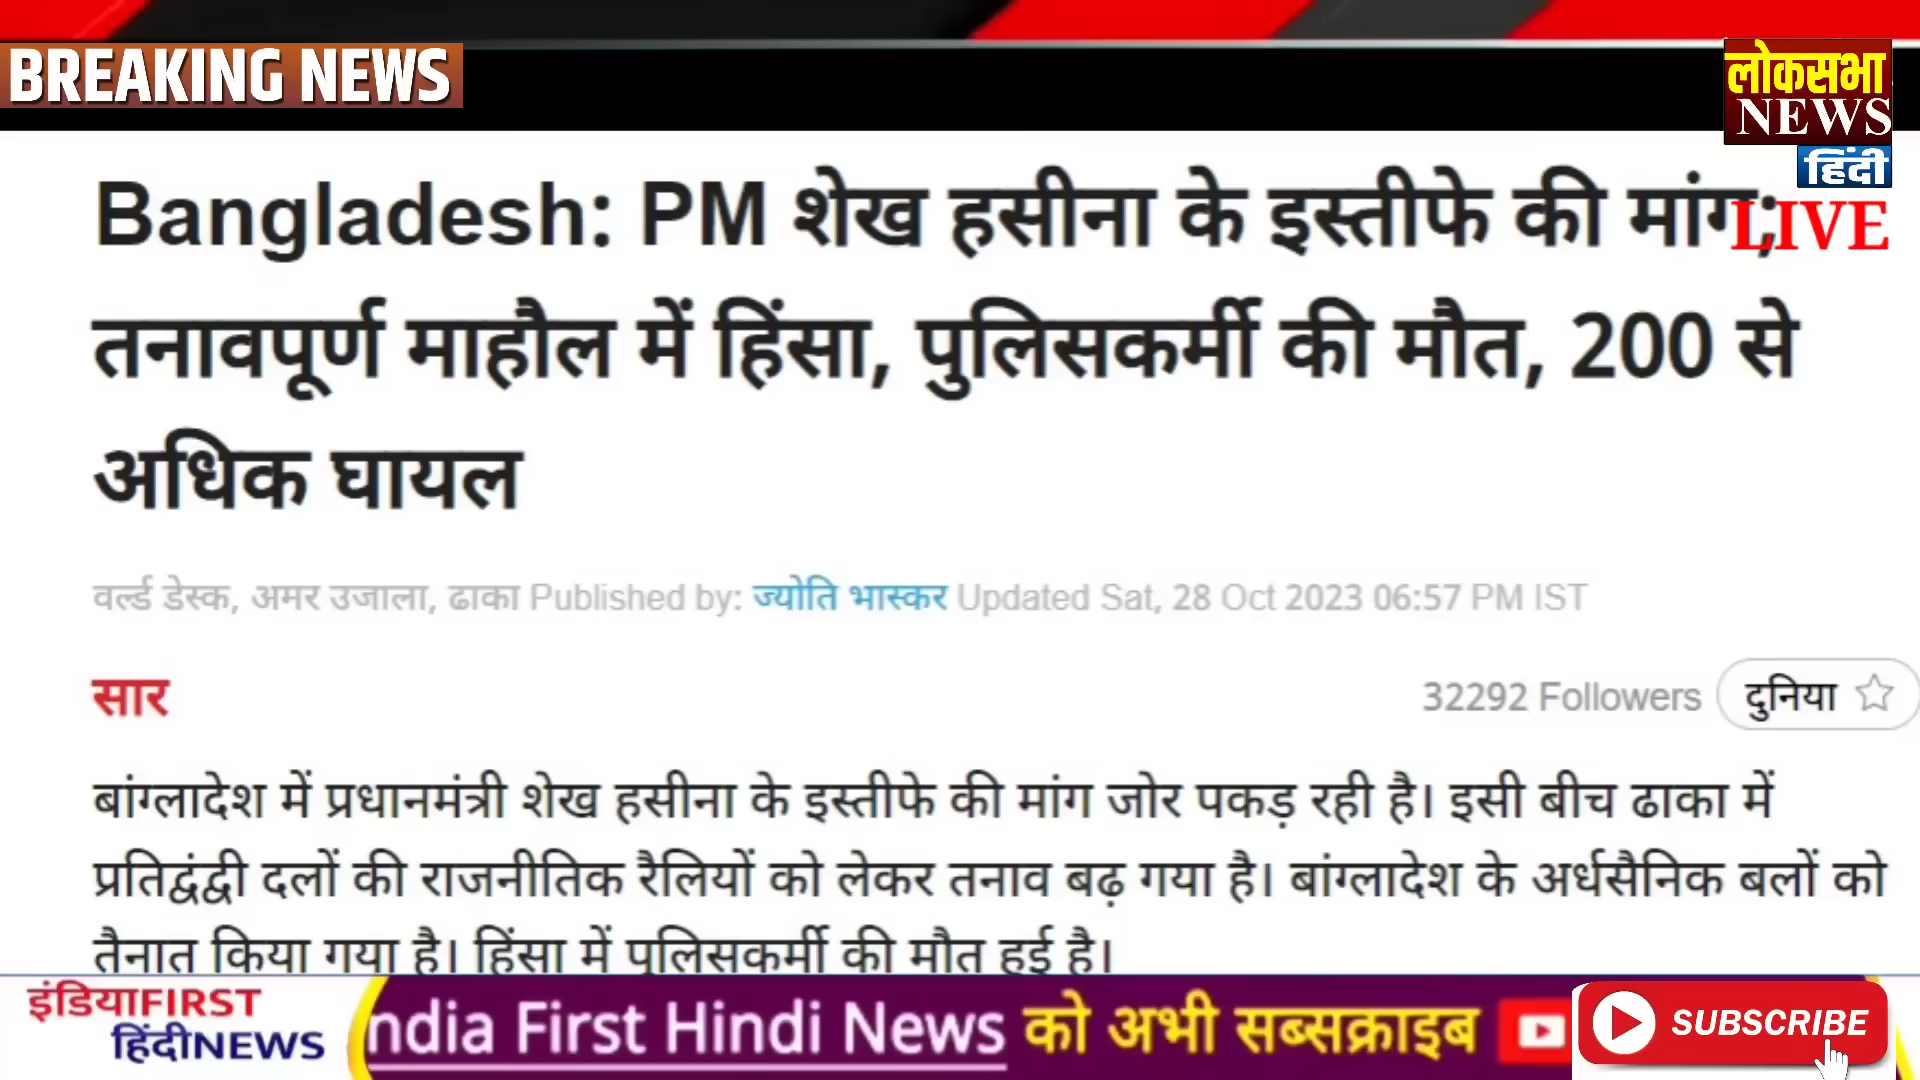 BREAKING NEWS
लोकसभा
NEWS
हिंदी
LIVE
Bangladesh: PM शेख हसीना के इस्तीफे की मांग;
तनावपूर्ण माहौल में हिंसा, पुलिसकर्मी की मौत, 200 से
अधिक घायल
वर्ल्ड डेस्क, अमर उजाला, ढाका Published by: ज्योति भास्कर Updated Sat, 28 Oct 2023 06:57 PM IST
सार
32292 Followers दुनिया
बांग्लादेश में प्रधानमंत्री शेख हसीना के इस्तीफे की मांग जोर पकड़ रही है। इसी बीच ढाका में
प्रतिद्वंद्वी दलों की राजनीतिक रैलियों को लेकर तनाव बढ़ गया है। बांग्लादेश के अर्धसैनिक बलों को
तैनात किया गया है। हिंसा में पुलिसकर्मी की मौत हुई है।
इंडियाFIRST
हिंदीNEWS
ndia First Hindi News को अभी सब्सक्राइब
SUBSCRIBE